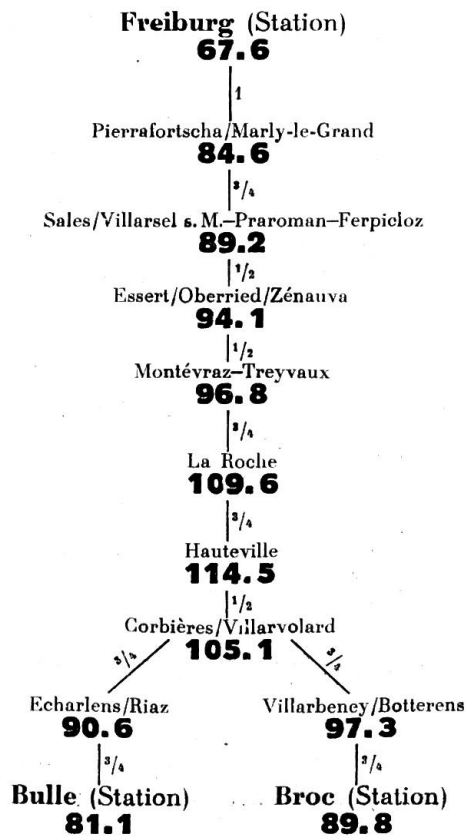 Freiburg (Station)
67.6
1
Pierrafortscha/Marly-le-Grand
84.6
3/4
Sales/Villarsel s. M.–Praroman–Ferpicloz
89.2
1/2
Essert/Oberried/Zénauva
94.1
1/2
Montévraz–Treyvaux
96.8
3/4
La Roche
109.6
3/4
Hauteville
114.5
1/2
Corbières/Villarvolard
105.1
3/4 3/4
Echarlens/Riaz Villarbeney/Botterens
90.6 97.3
3/4 3/4
Bulle (Station) Broc (Station)
81.1 89.8